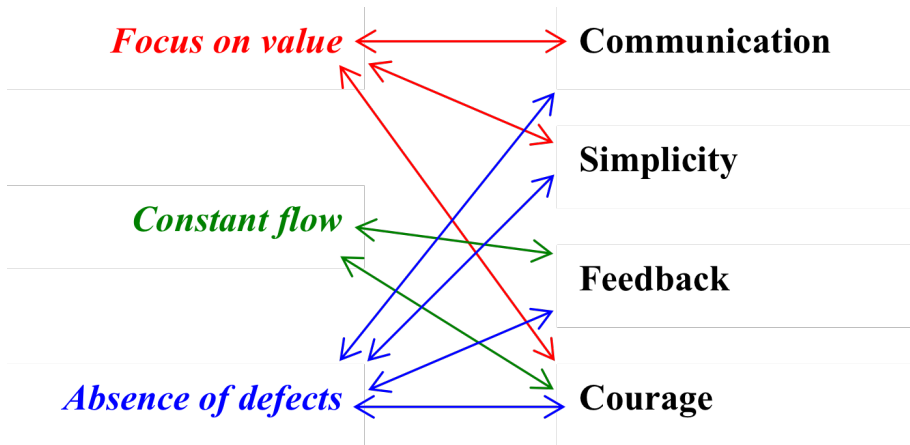 Focus on value
Communication
Simplicity
Constant flow
Feedback
Absence of defects
Courage